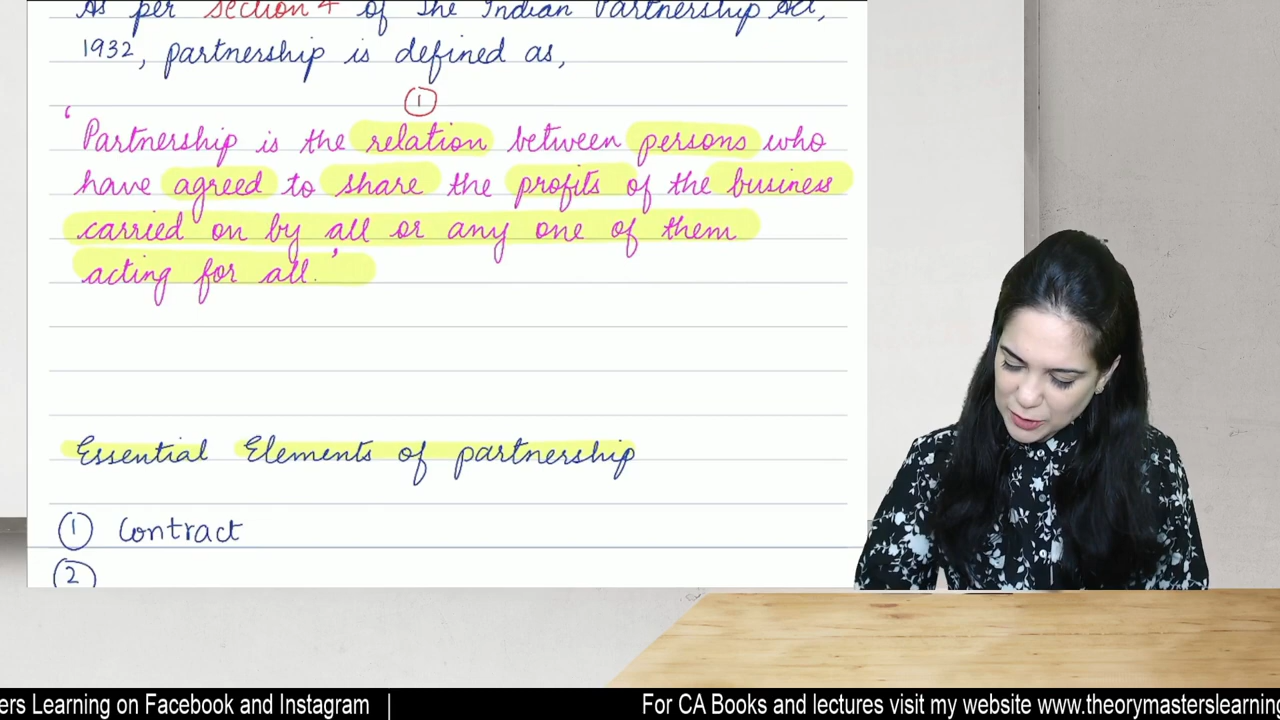 As per Section 4 of the Indian Partnership Act,
1932, partnership is defined as,
①
'Partnership is the relation between persons who
have agreed to share the profits of the business
carried on by all or any one of them
acting for all.'
Essential Elements of partnership
① Contract
②
ers Learning on Facebook and Instagram |
For CA Books and lectures visit my website www.theorymasterslearning